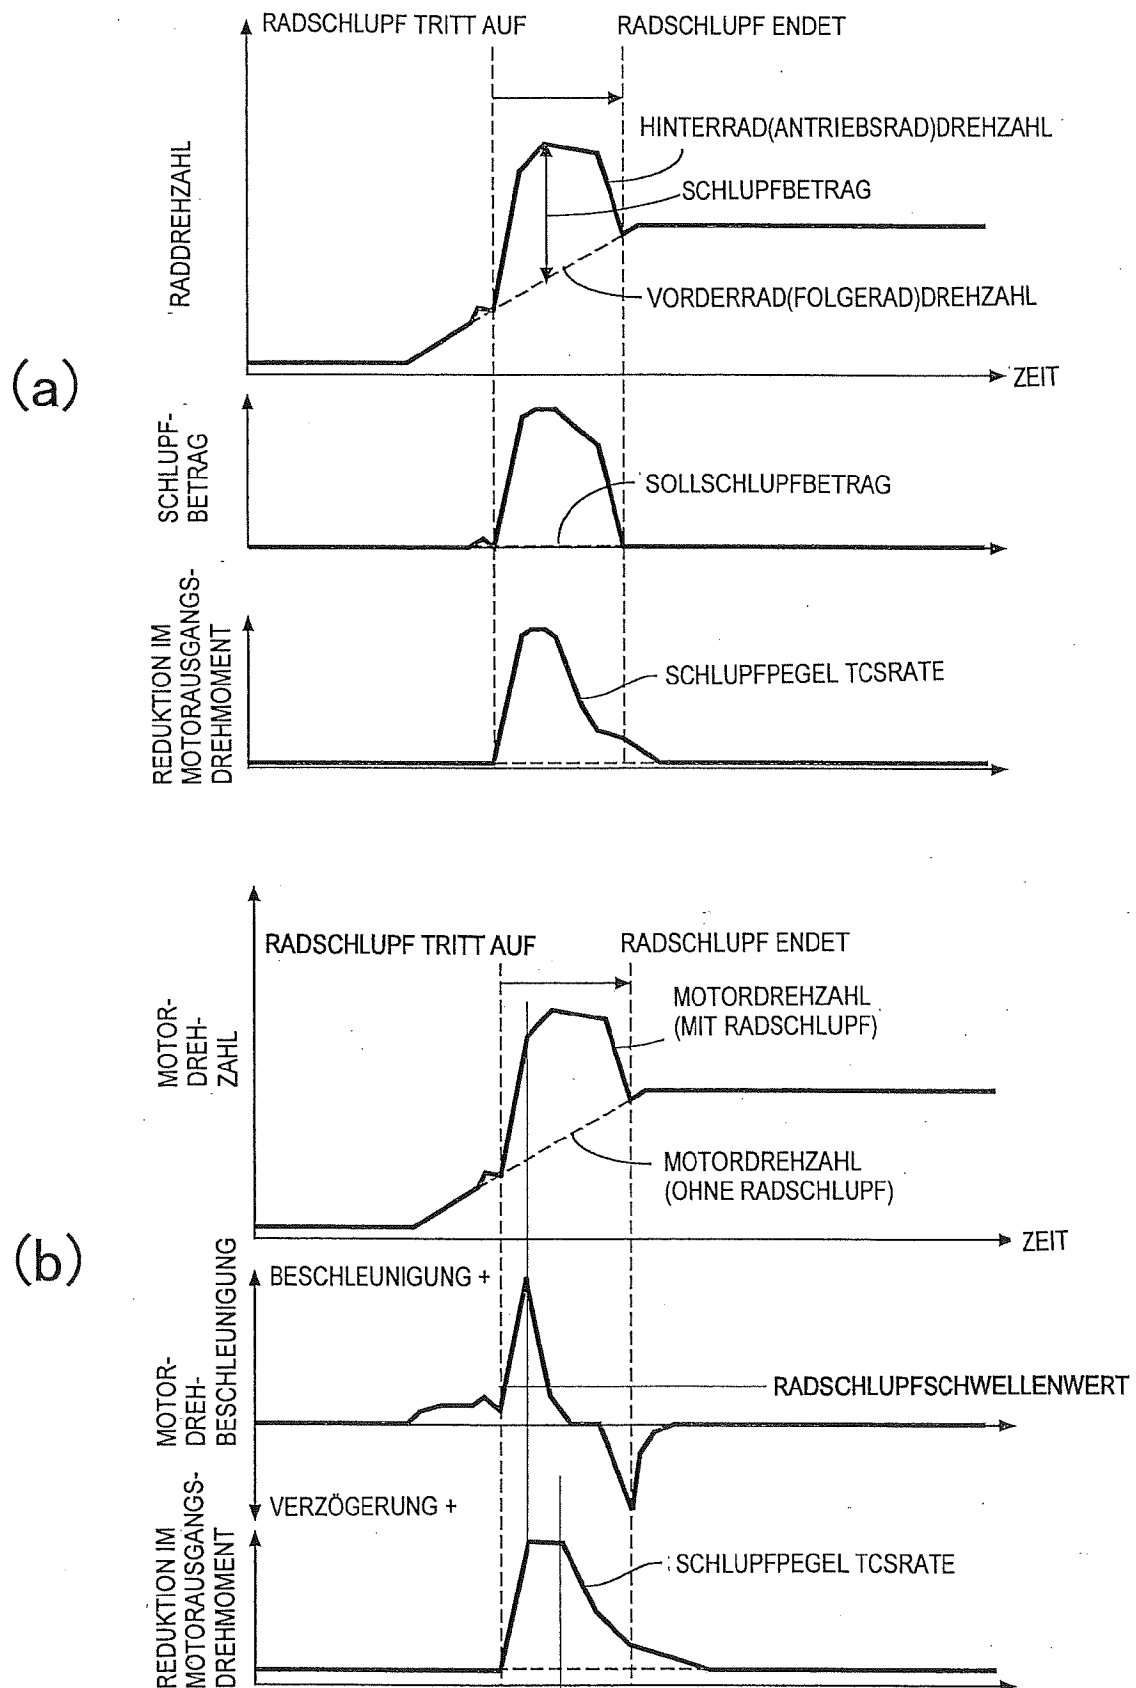 RADSCHLUPF TRITT AUF
RADSCHLUPF ENDET
HINTERRAD(ANTRIEBSRAD)DREHZAHL
SCHLUPFBETRAG
RADDREHZAHL
VORDERRAD(FOLGERAD)DREHZAHL
ZEIT
(a)
SCHLUPF-
BETRAG
SOLLSCHLUPFBETRAG
REDUKTION IM
MOTORAUSGANGS-
DREHMOMENT
SCHLUPFPEGEL TCSRATE
RADSCHLUPF TRITT AUF
RADSCHLUPF ENDET
MOTORDREHZAHL
(MIT RADSCHLUPF)
MOTOR-
DREH-
ZAHL
MOTORDREHZAHL
(OHNE RADSCHLUPF)
ZEIT
(b)
BESCHLEUNIGUNG +
MOTOR-
DREH-
BESCHLEUNIGUNG
RADSCHLUPFSCHWELLENWERT
VERZÖGERUNG +
REDUKTION IM
MOTORAUSGANGS-
DREHMOMENT
SCHLUPFPEGEL TCSRATE